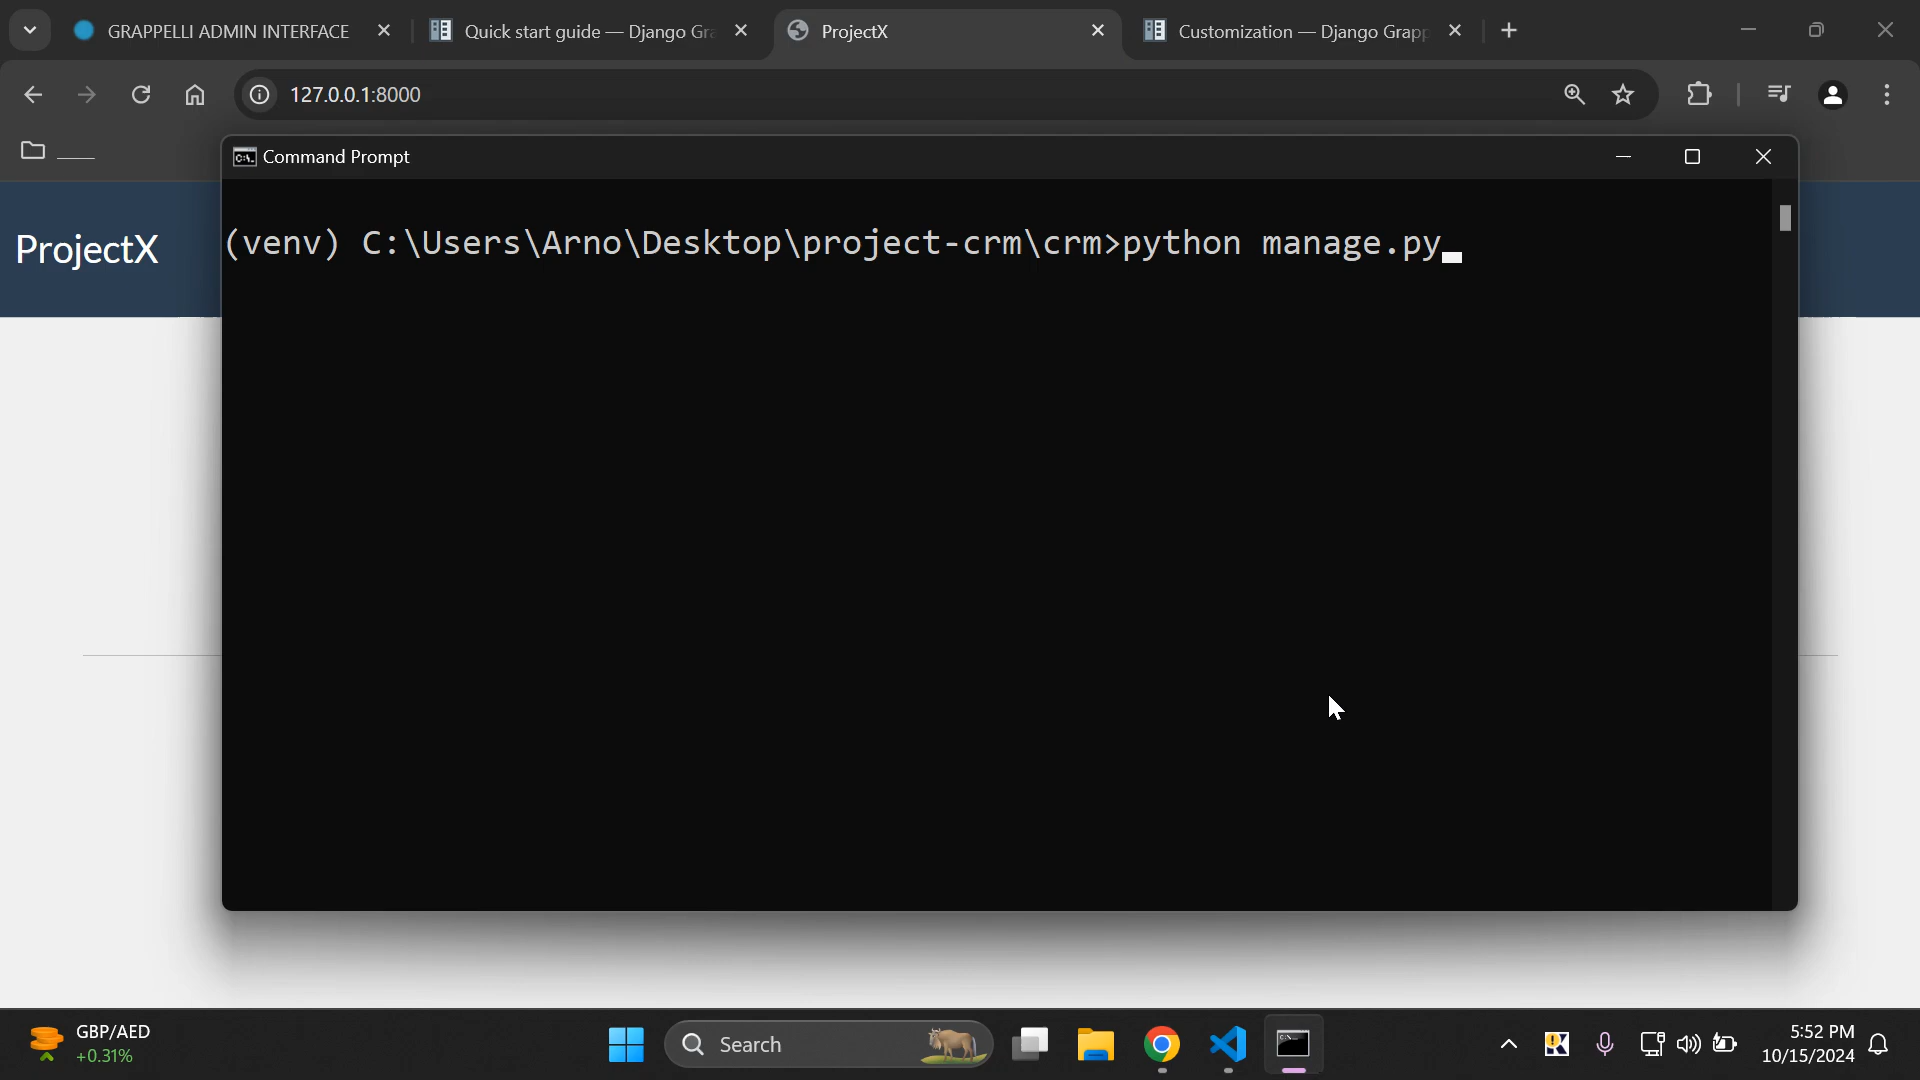 GRAPPELLI ADMIN INTERFACE
Quick start guide — Django Gra
ProjectX
Customization — Django Grapp
127.0.0.1:8000
Command Prompt
ProjectX
(venv) C:\Users\Arno\Desktop\project-crm\crm>python manage.py
GBP/AED
+0.31%
Search
5:52 PM
10/15/2024